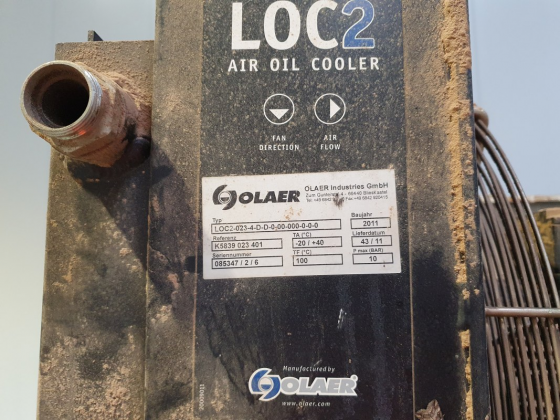 LOC2
AIR OIL COOLER
FAN DIRECTION
AIR FLOW
OLAER
OLAER Industries GmbH
Typ
LOC2-023-4-D-D-0-00-000-0-0-0
Baujahr
2011
Referenz
K5839 023 401
TA (°C)
-20 / +40
Lieferdatum
43 / 11
Seriennummer
085347 / 2 / 6
TF (°C)
100
P max (BAR)
10
Manufactured by
OLAER
www.olaer.com